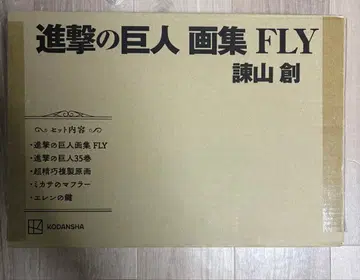 進撃の巨人 画集 FLY
諫山 創
セット内容
・進撃の巨人画集 FLY
・進撃の巨人35巻
・超精巧複製原画
・ミカサのマフラー
・エレンの鍵
KODANSHA